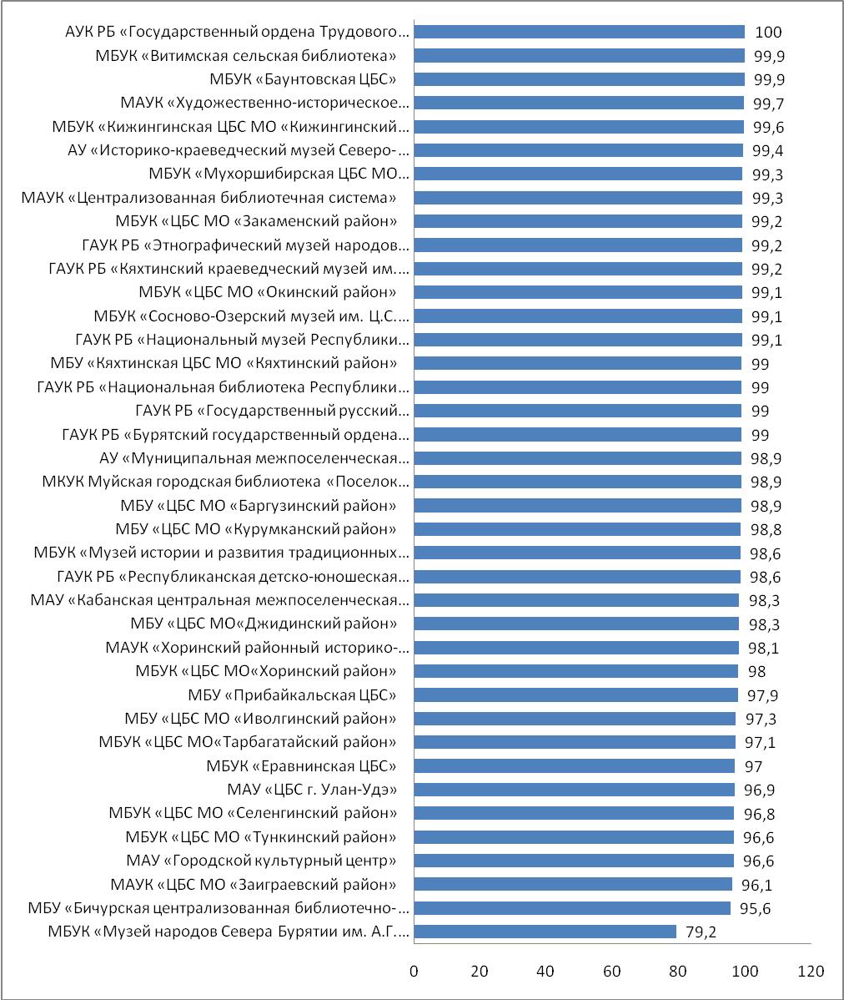 АУК РБ «Государственный ордена Трудового... 100
МБУК «Витимская сельская библиотека» 99,9
МБУК «Баунтовская ЦБС» 99,9
МАУК «Художественно-историческое... 99,7
МБУК «Кижингинская ЦБС МО «Кижингинский... 99,6
АУ «Историко-краеведческий музей Северо-... 99,4
МБУК «Мухоршибирская ЦБС МО... 99,3
МАУК «Централизованная библиотечная система» 99,3
МБУК «ЦБС МО «Закаменский район» 99,2
ГАУК РБ «Этнографический музей народов... 99,2
ГАУК РБ «Кяхтинский краеведческий музей им.... 99,2
МБУК «ЦБС МО «Окинский район» 99,1
МБУК «Сосново-Озерский музей им. Ц.С.... 99,1
ГАУК РБ «Национальный музей Республики... 99,1
МБУ «Кяхтинская ЦБС МО «Кяхтинский район» 99
ГАУК РБ «Национальная библиотека Республики... 99
ГАУК РБ «Государственный русский... 99
ГАУК РБ «Бурятский государственный ордена... 99
АУ «Муниципальная межпоселенческая... 98,9
МКУК Муйская городская библиотека «Поселок... 98,9
МБУ «ЦБС МО «Баргузинский район» 98,9
МБУ «ЦБС МО «Курумканский район» 98,8
МБУК «Музей истории и развития традиционных... 98,6
ГАУК РБ «Республиканская детско-юношеская... 98,6
МАУ «Кабанская центральная межпоселенческая... 98,3
МБУ «ЦБС МО«Джидинский район» 98,3
МАУК «Хоринский районный историко-... 98,1
МБУК «ЦБС МО«Хоринский район» 98
МБУ «Прибайкальская ЦБС» 97,9
МБУ «ЦБС МО «Иволгинский район» 97,3
МБУК «ЦБС МО«Тарбагатайский район» 97,1
МБУК «Еравнинская ЦБС» 97
МАУ «ЦБС г. Улан-Удэ» 96,9
МБУК «ЦБС МО «Селенгинский район» 96,8
МБУК «ЦБС МО «Тункинский район» 96,6
МАУ «Городской культурный центр» 96,6
МАУК «ЦБС МО «Заиграевский район» 96,1
МБУ «Бичурская централизованная библиотечно-... 95,6
МБУК «Музей народов Севера Бурятии им. А.Г.... 79,2
0 20 40 60 80 100 120